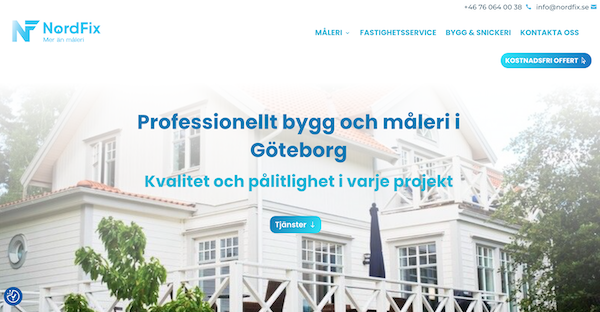 +46 76 064 00 38 info@nordfix.se
NordFix
Mer än måleri
MÅLERI FASTIGHETSSERVICE BYGG & SNICKERI KONTAKTA OSS
KOSTNADSFRI OFFERT
Professionellt bygg och måleri i
Göteborg
Kvalitet och pålitlighet i varje projekt
Tjänster ↓